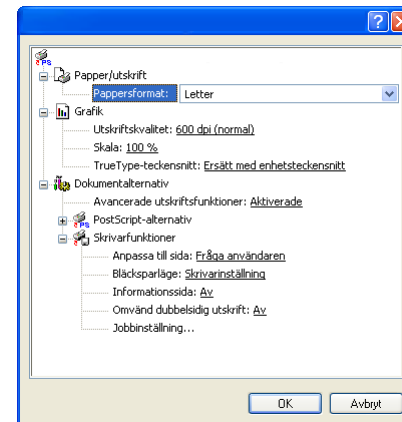 Papper/utskrift
Pappersformat: Letter
Grafik
Utskriftskvalitet: 600 dpi (normal)
Skala: 100 %
TrueType-teckensnitt: Ersätt med enhetsteckensnitt
Dokumentalternativ
Avancerade utskriftsfunktioner: Aktiverade
PostScript-alternativ
Skrivarfunktioner
Anpassa till sida: Fråga användaren
Bläcksparläge: Skrivarinställning
Informationssida: Av
Omvänd dubbelsidig utskrift: Av
Jobbinställning...
OK Avbryt